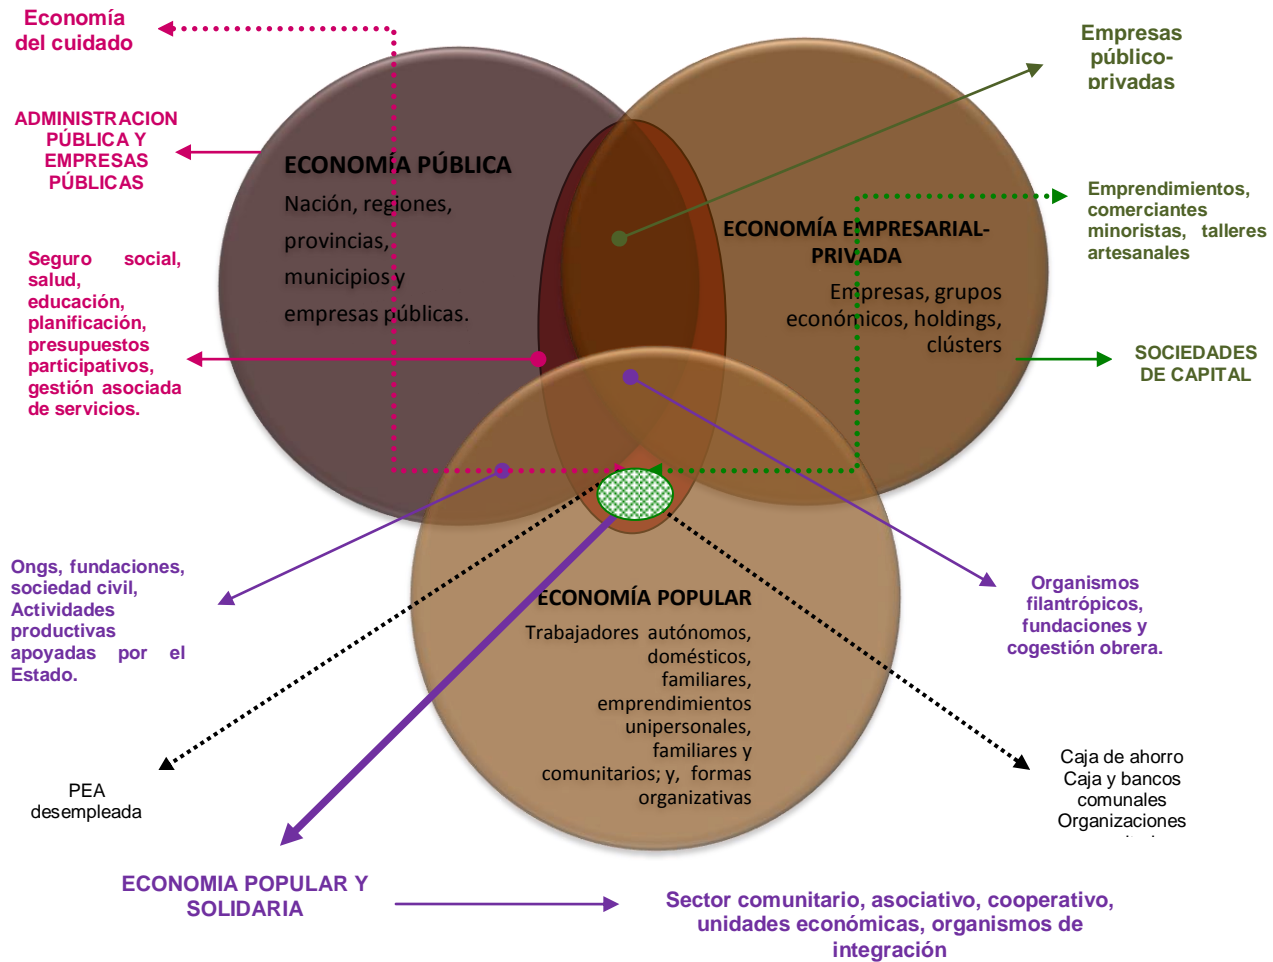 Economía
del cuidado
Empresas
público-
privadas
ADMINISTRACION
PÚBLICA Y
EMPRESAS
PÚBLICAS
ECONOMÍA PÚBLICA
Nación, regiones,
provincias,
municipios y
empresas públicas.
ECONOMÍA EMPRESARIAL-
PRIVADA
Empresas, grupos
económicos, holdings,
clústers
Emprendimientos,
comerciantes
minoristas, talleres
artesanales
Seguro social,
salud,
educación,
planificación,
presupuestos
participativos,
gestión asociada
de servicios.
SOCIEDADES
DE CAPITAL
Ongs, fundaciones,
sociedad civil,
Actividades
productivas
apoyadas por el
Estado.
ECONOMÍA POPULAR
Trabajadores autónomos,
domésticos,
familiares,
emprendimientos
unipersonales,
familiares y
comunitarios; y, formas
organizativas
Organismos
filantrópicos,
fundaciones y
cogestión obrera.
PEA
desempleada
Caja de ahorro
Caja y bancos
comunales
Organizaciones
ECONOMIA POPULAR Y
SOLIDARIA
Sector comunitario, asociativo, cooperativo,
unidades económicas, organismos de
integración